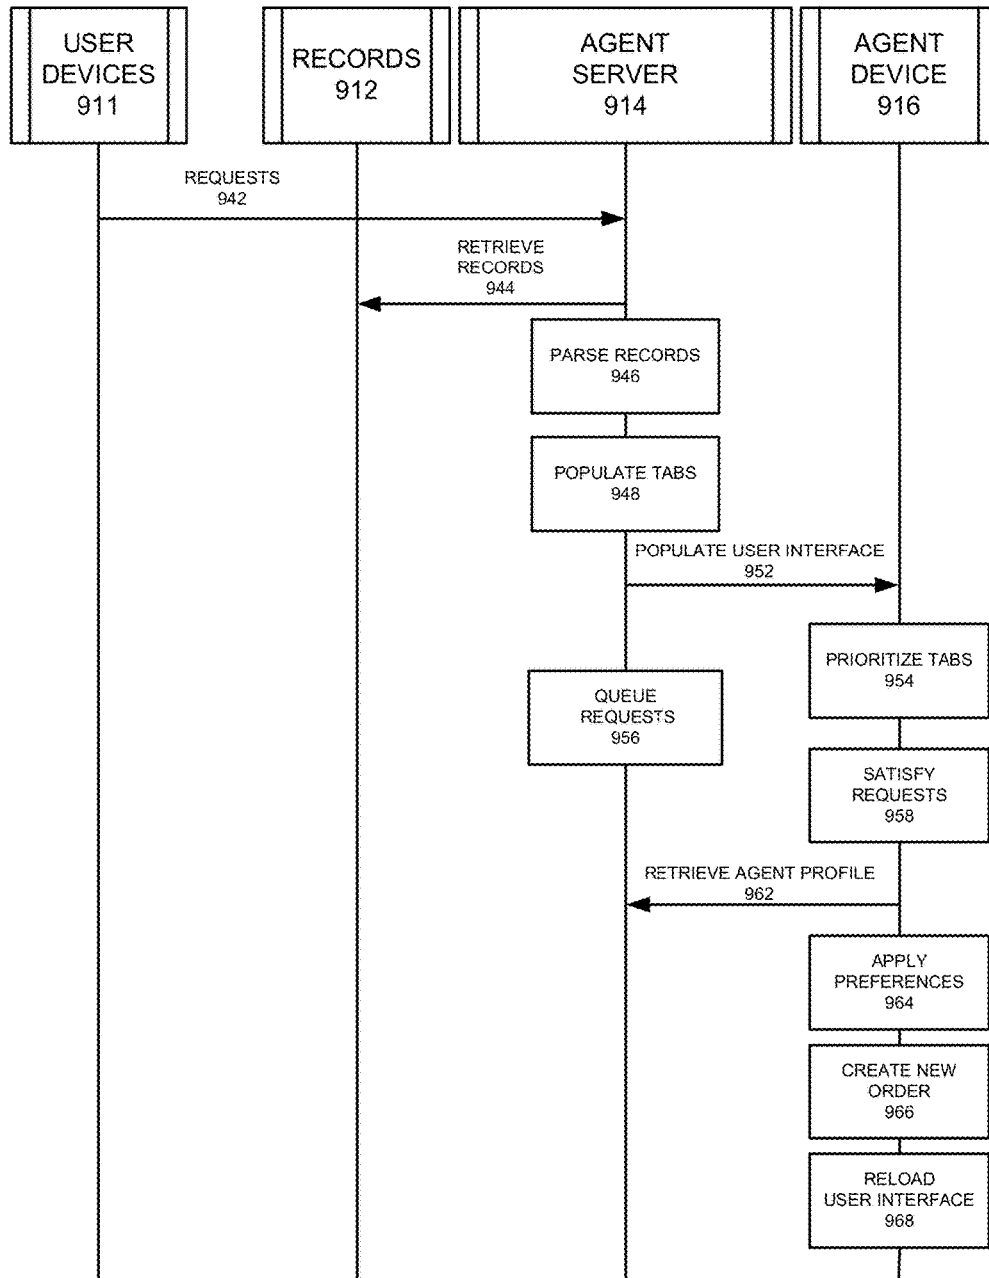 USER
DEVICES
911
RECORDS
912
AGENT
SERVER
914
AGENT
DEVICE
916
REQUESTS
942
RETRIEVE
RECORDS
944
PARSE RECORDS
946
POPULATE TABS
948
POPULATE USER INTERFACE
952
PRIORITIZE TABS
954
QUEUE
REQUESTS
956
SATISFY
REQUESTS
958
RETRIEVE AGENT PROFILE
962
APPLY
PREFERENCES
964
CREATE NEW
ORDER
966
RELOAD
USER INTERFACE
968